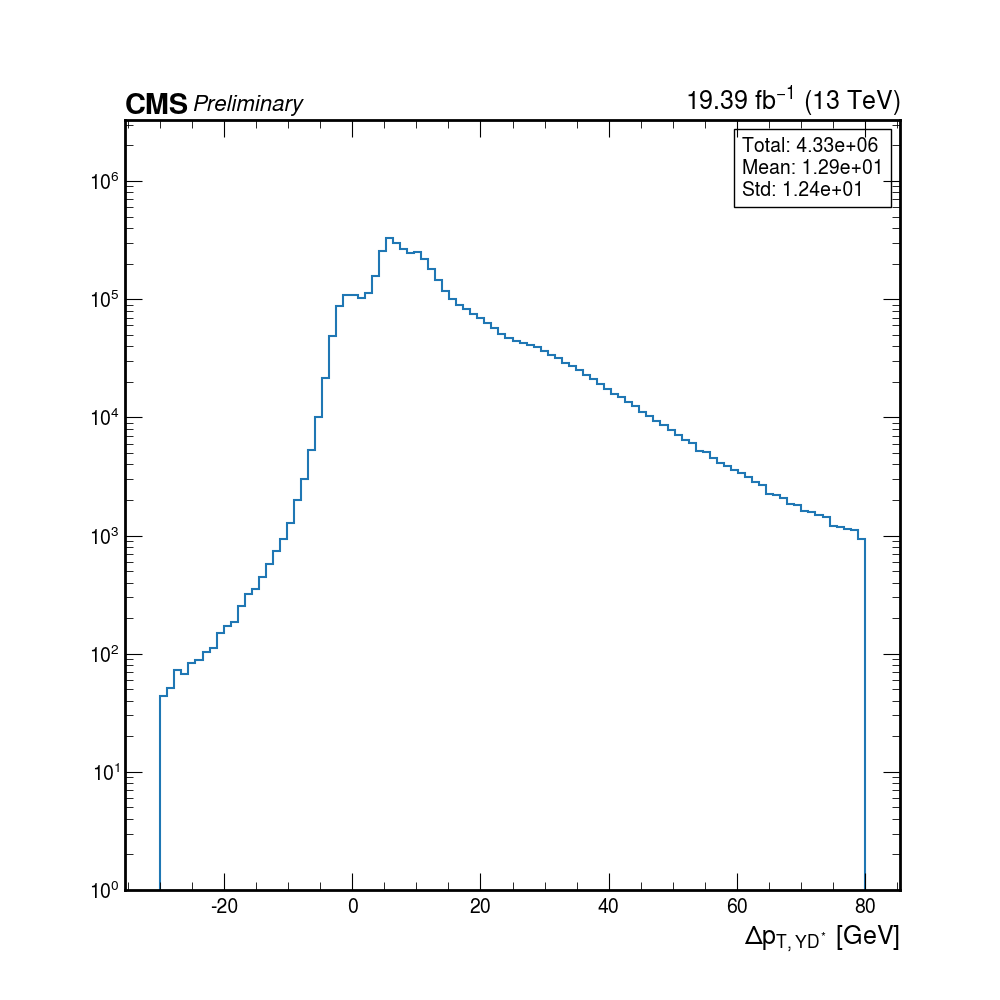 CMS Preliminary 19.39 fb⁻¹ (13 TeV)
Total: 4.33e+06
Mean: 1.29e+01
Std: 1.24e+01
10⁶
10⁵
10⁴
10³
10²
10¹
10⁰
-20 0 20 40 60 80
Δp_{T, YD*} [GeV]